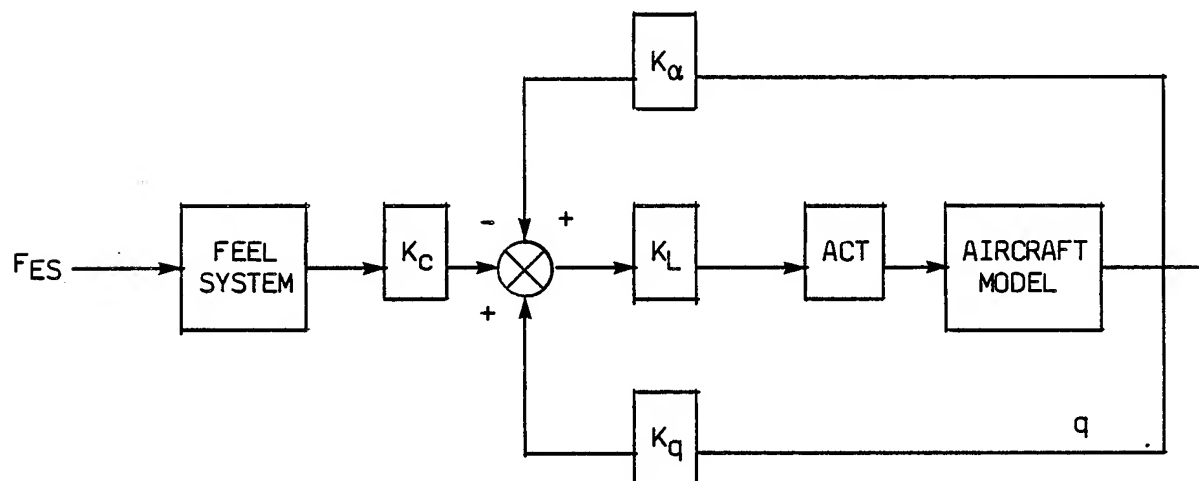 Kα
- +
FES
FEEL
SYSTEM
KC
KL
ACT
AIRCRAFT
MODEL
+
Kq
q